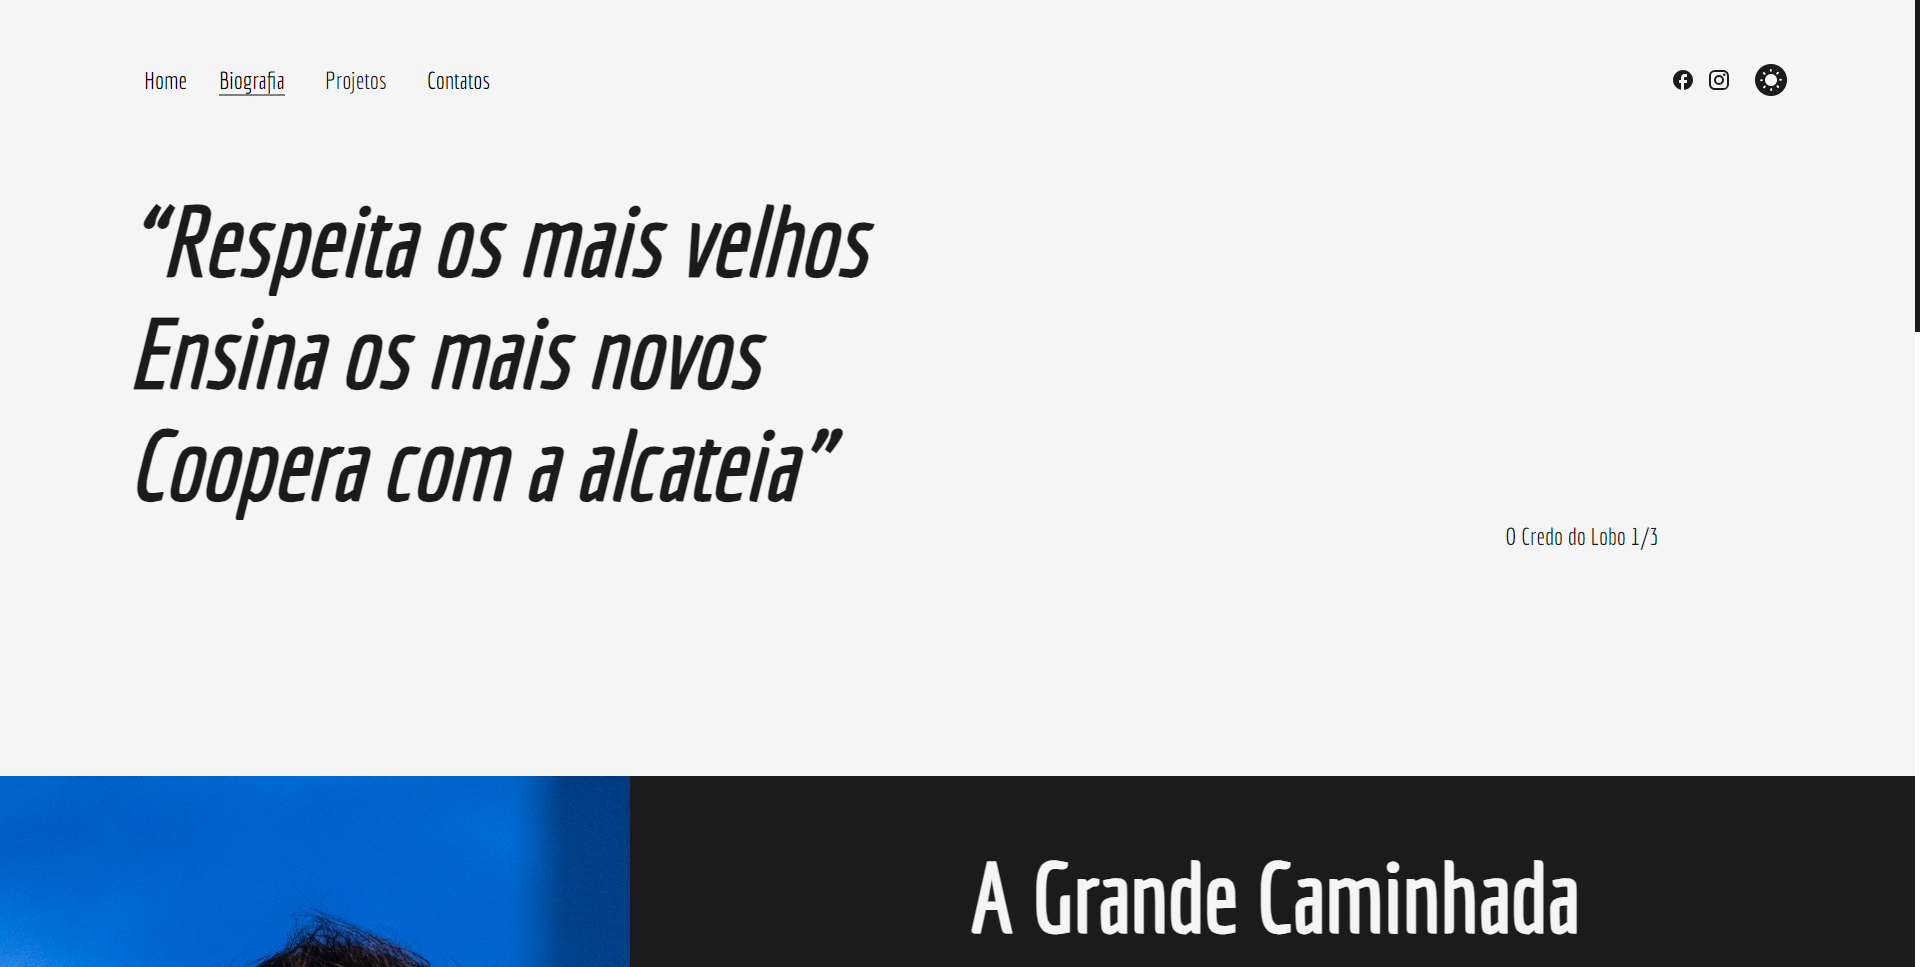 Home Biografia Projetos Contatos
“Respeita os mais velhos
Ensina os mais novos
Coopera com a alcateia”
O Credo do Lobo 1/3
A Grande Caminhada